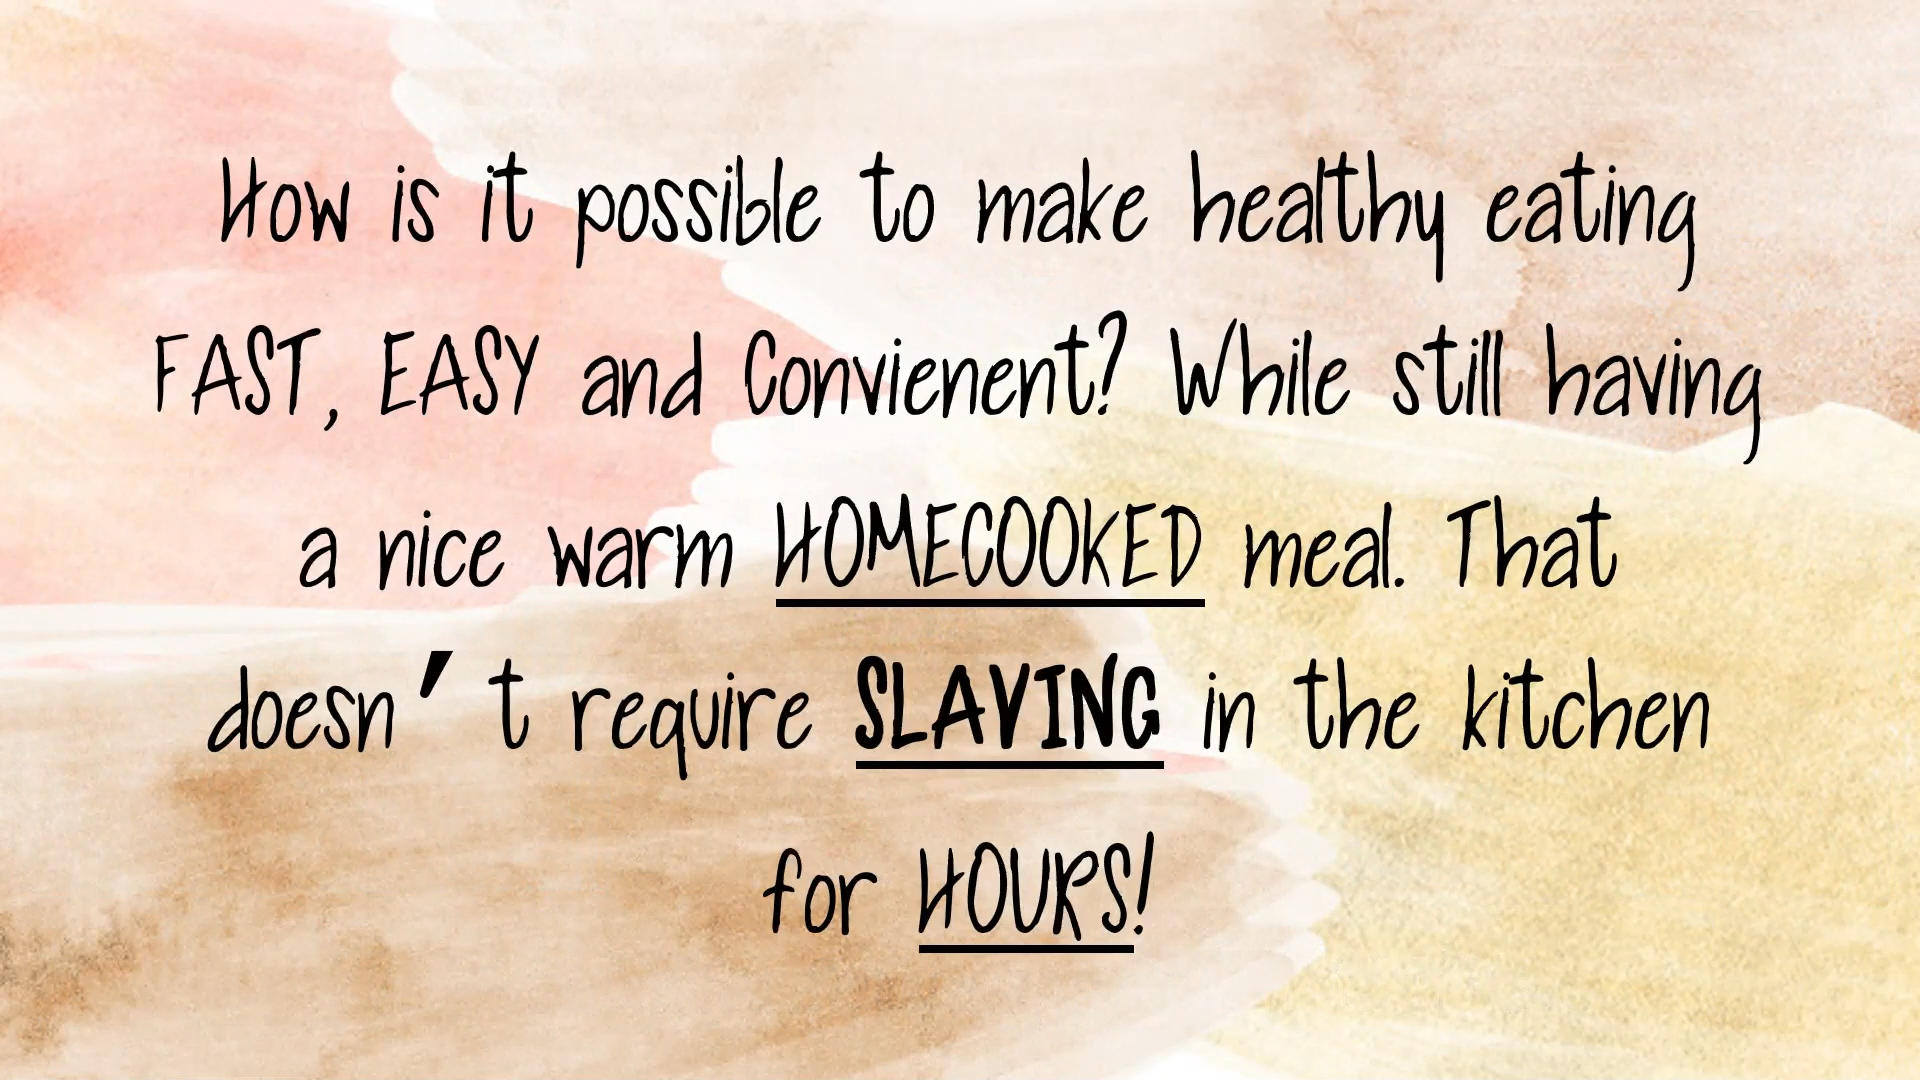 How is it possible to make healthy eating
FAST, EASY and Convienent? While still having
a nice warm HOMECOOKED meal. That
doesn't require SLAVING in the kitchen
for HOURS!